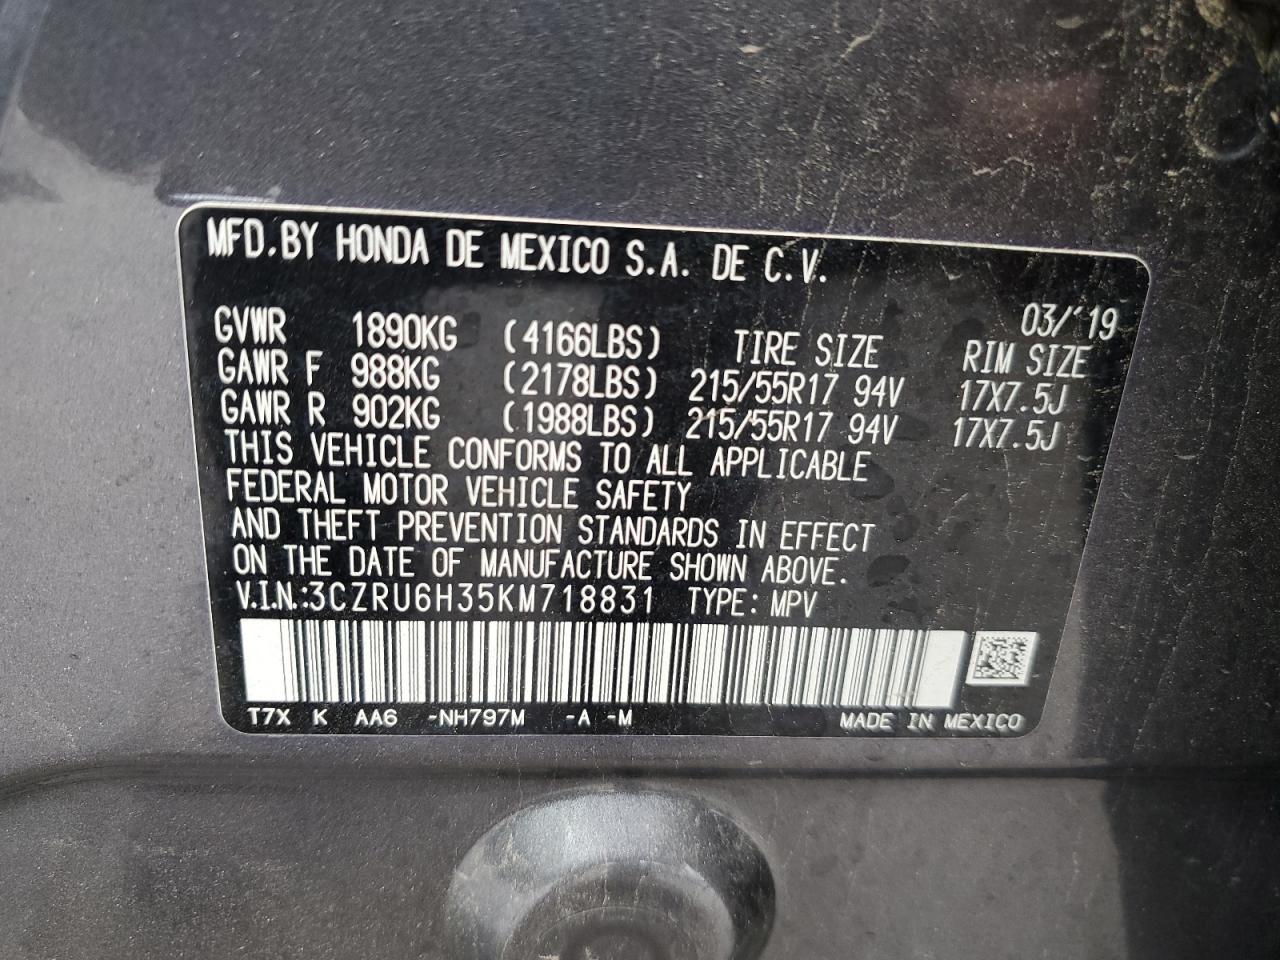 MFD.BY HONDA DE MEXICO S.A. DE C.V.
03/'19
GVWR 1890KG (4166LBS) TIRE SIZE RIM SIZE
GAWR F 988KG (2178LBS) 215/55R17 94V 17X7.5J
GAWR R 902KG (1988LBS) 215/55R17 94V 17X7.5J
THIS VEHICLE CONFORMS TO ALL APPLICABLE
FEDERAL MOTOR VEHICLE SAFETY
AND THEFT PREVENTION STANDARDS IN EFFECT
ON THE DATE OF MANUFACTURE SHOWN ABOVE.
V.I.N.:3CZRU6H35KM718831 TYPE: MPV
T7X K AA6 -NH797M -A -M MADE IN MEXICO